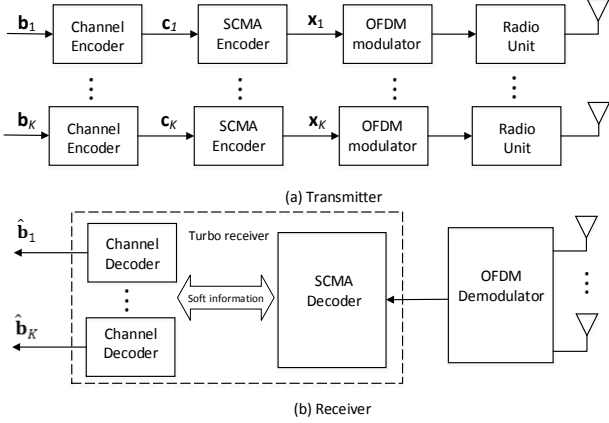 b1 Channel Encoder c1 SCMA Encoder x1 OFDM modulator Radio Unit
bK Channel Encoder cK SCMA Encoder xK OFDM modulator Radio Unit
(a) Transmitter
b̂1 Channel Decoder Turbo receiver
Soft information SCMA Decoder OFDM Demodulator
b̂K Channel Decoder
(b) Receiver